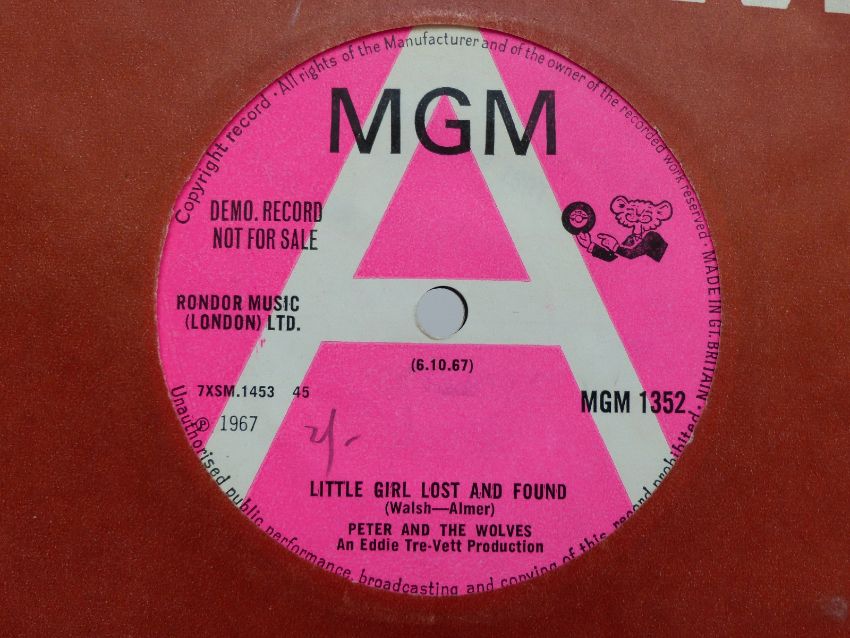 Copyright record · All rights of the Manufacturer and of the owner of the recorded work reserved · MADE IN GT. BRITAIN ·
MGM
A
DEMO. RECORD
NOT FOR SALE
RONDOR MUSIC
(LONDON) LTD.
(6.10.67)
7XSM.1453 45
MGM 1352
℗ 1967
2/-
LITTLE GIRL LOST AND FOUND
(Walsh—Almer)
PETER AND THE WOLVES
An Eddie Tre-Vett Production
Unauthorised public performance, broadcasting and copying of this record prohibited.